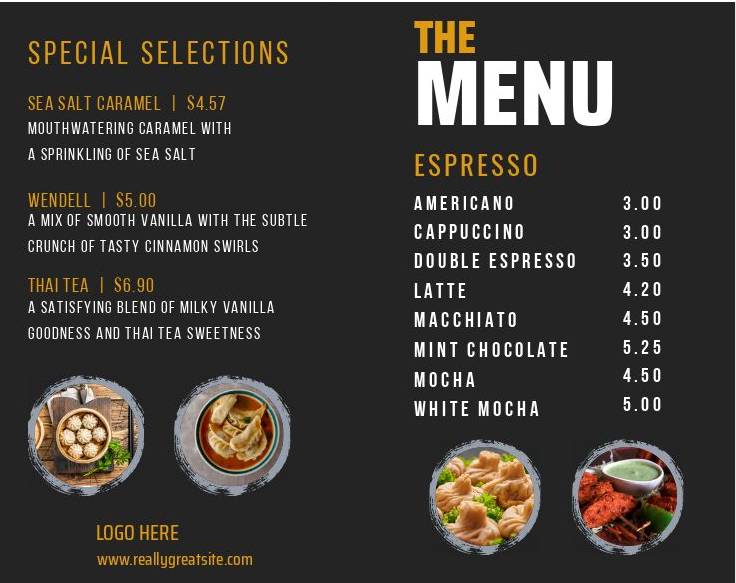 SPECIAL SELECTIONS
SEA SALT CARAMEL | $4.57
MOUTHWATERING CARAMEL WITH
A SPRINKLING OF SEA SALT
WENDELL | $5.00
A MIX OF SMOOTH VANILLA WITH THE SUBTLE
CRUNCH OF TASTY CINNAMON SWIRLS
THAI TEA | $6.90
A SATISFYING BLEND OF MILKY VANILLA
GOODNESS AND THAI TEA SWEETNESS
LOGO HERE
www.reallygreatsite.com
THE
MENU
ESPRESSO
AMERICANO 3.00
CAPPUCCINO 3.00
DOUBLE ESPRESSO 3.50
LATTE 4.20
MACCHIATO 4.50
MINT CHOCOLATE 5.25
MOCHA 4.50
WHITE MOCHA 5.00